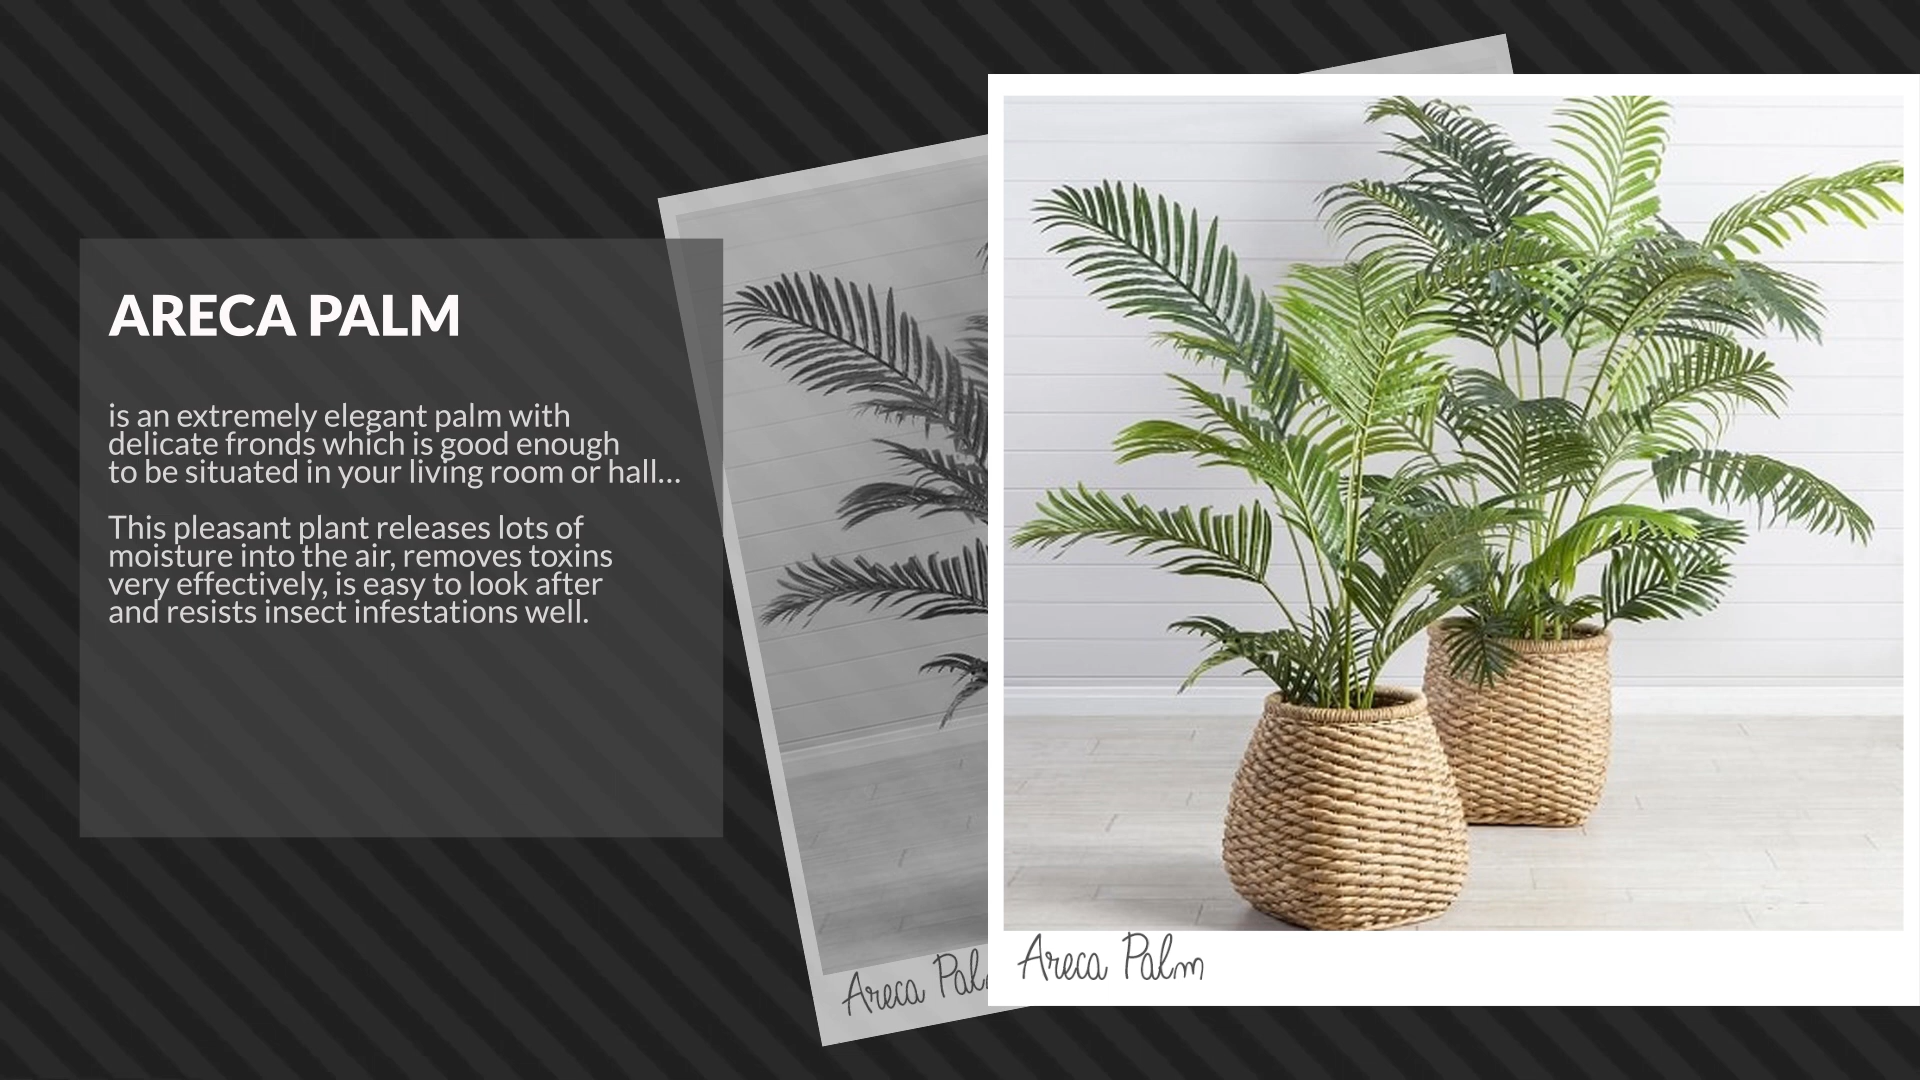 ARECA PALM
is an extremely elegant palm with
delicate fronds which is good enough
to be situated in your living room or hall...
This pleasant plant releases lots of
moisture into the air, removes toxins
very effectively, is easy to look after
and resists insect infestations well.
Areca Pal
Areca Palm